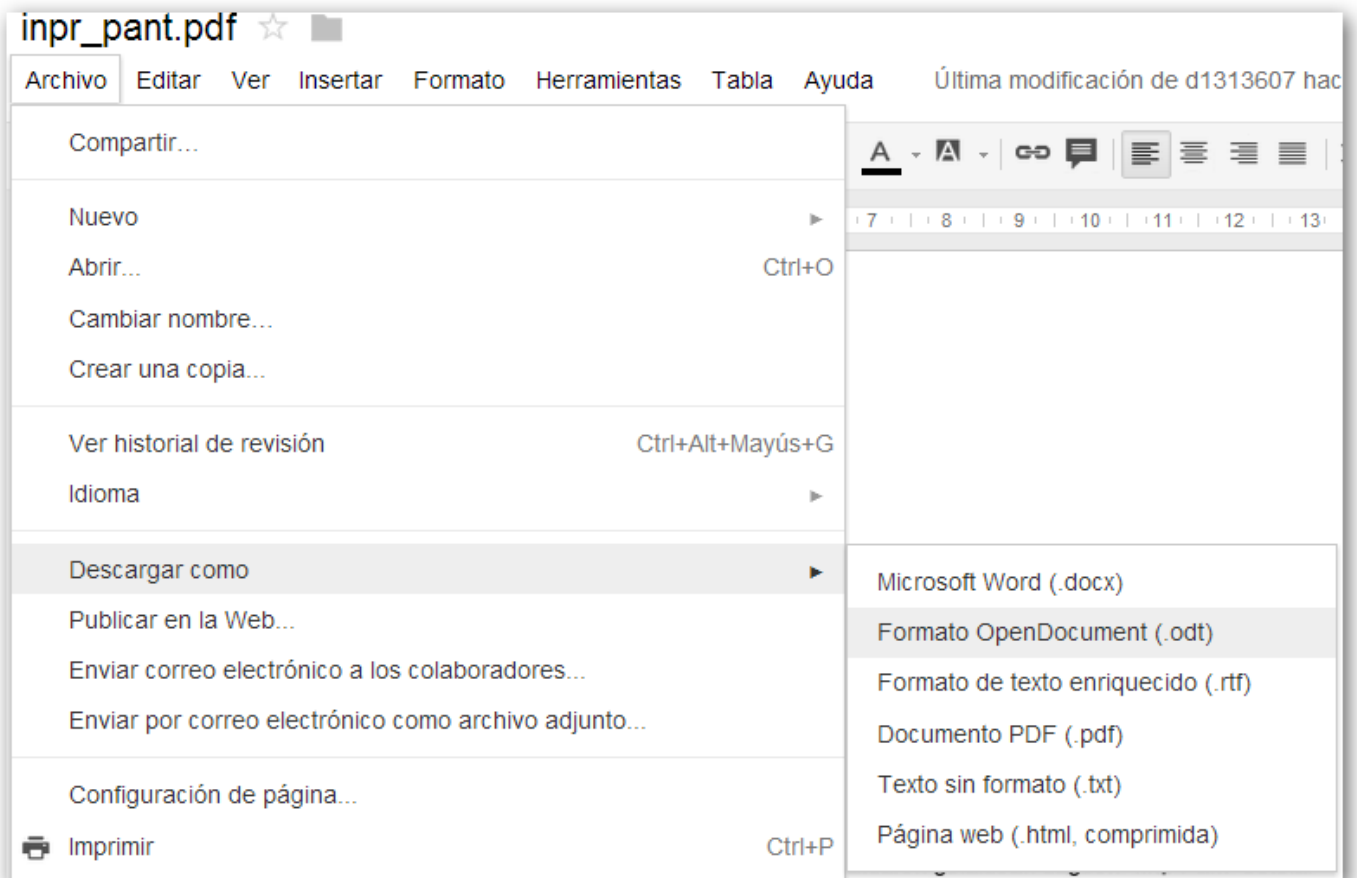 inpr_pant.pdf
Archivo Editar Ver Insertar Formato Herramientas Tabla Ayuda Última modificación de d1313607 hac
Compartir...
A A
Nuevo
7 8 9 10 11 12 13
Abrir... Ctrl+O
Cambiar nombre...
Crear una copia...
Ver historial de revisión Ctrl+Alt+Mayús+G
Idioma
Descargar como
Publicar en la Web...
Enviar correo electrónico a los colaboradores...
Enviar por correo electrónico como archivo adjunto...
Configuración de página...
Imprimir Ctrl+P
Microsoft Word (.docx)
Formato OpenDocument (.odt)
Formato de texto enriquecido (.rtf)
Documento PDF (.pdf)
Texto sin formato (.txt)
Página web (.html, comprimida)